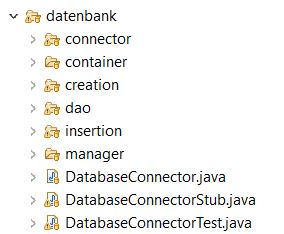 datenbank
connector
container
creation
dao
insertion
manager
DatabaseConnector.java
DatabaseConnectorStub.java
DatabaseConnectorTest.java